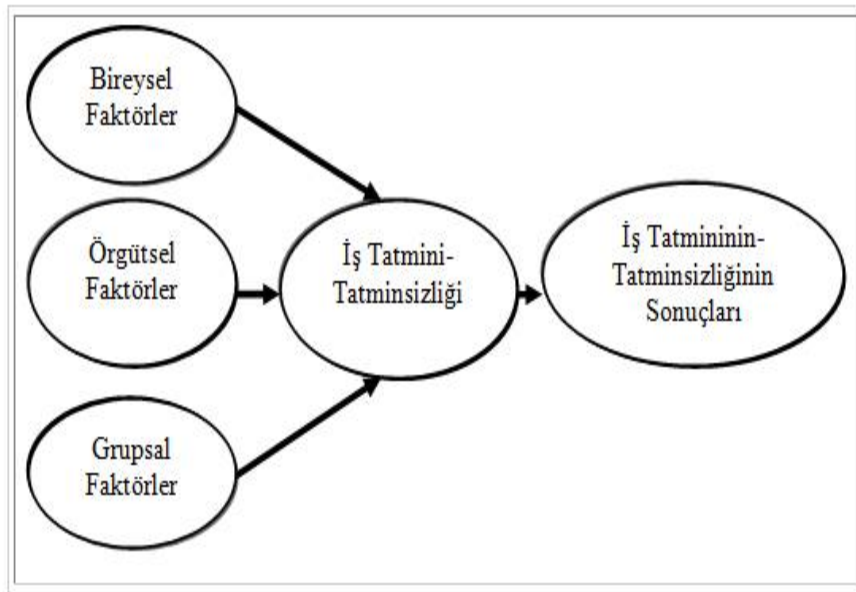 Bireysel
Faktörler
Örgütsel
Faktörler
Grupsal
Faktörler
İş Tatmini-
Tatminsizliği
İş Tatmininin-
Tatminsizliğinin
Sonuçları